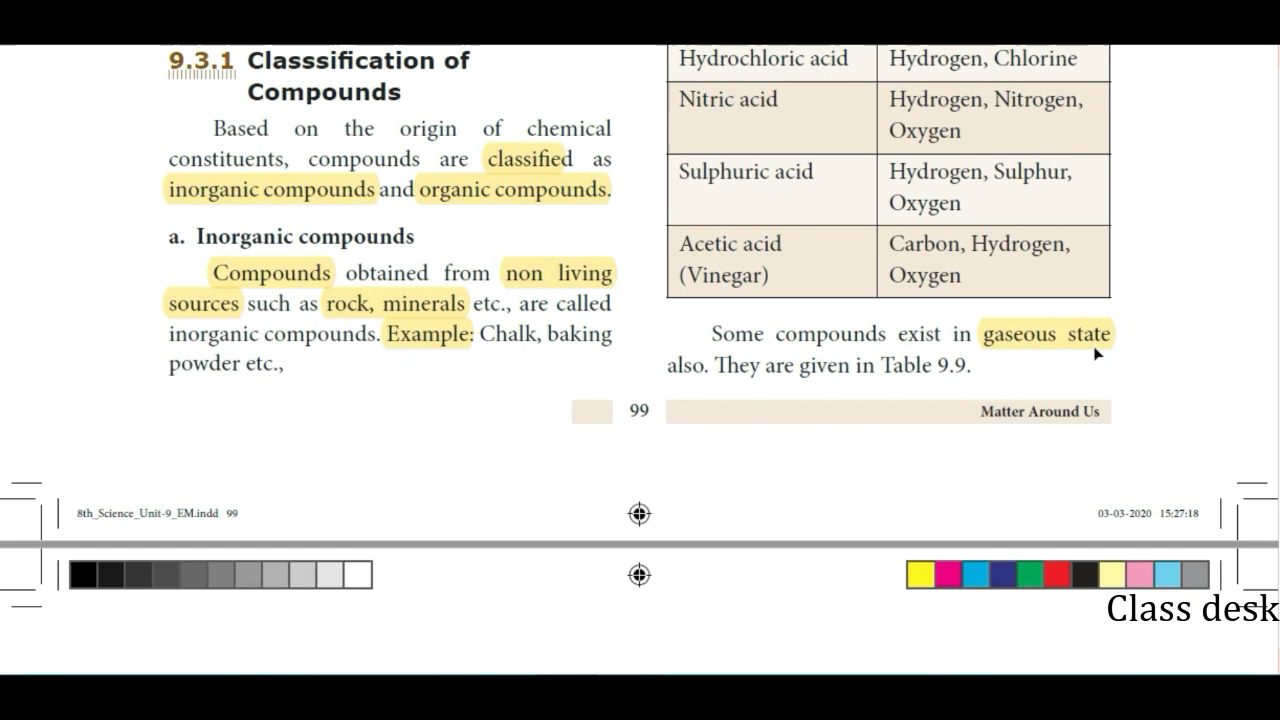 9.3.1 Classsification of
Compounds
Based on the origin of chemical
constituents, compounds are classified as
inorganic compounds and organic compounds.
a. Inorganic compounds
Compounds obtained from non living
sources such as rock, minerals etc., are called
inorganic compounds. Example: Chalk, baking
powder etc.,
Hydrochloric acid Hydrogen, Chlorine
Nitric acid Hydrogen, Nitrogen,
Oxygen
Sulphuric acid Hydrogen, Sulphur,
Oxygen
Acetic acid Carbon, Hydrogen,
(Vinegar) Oxygen
Some compounds exist in gaseous state
also. They are given in Table 9.9.
99 Matter Around Us
8th_Science_Unit-9_EM.indd 99 03-03-2020 15:27:18
Class desk